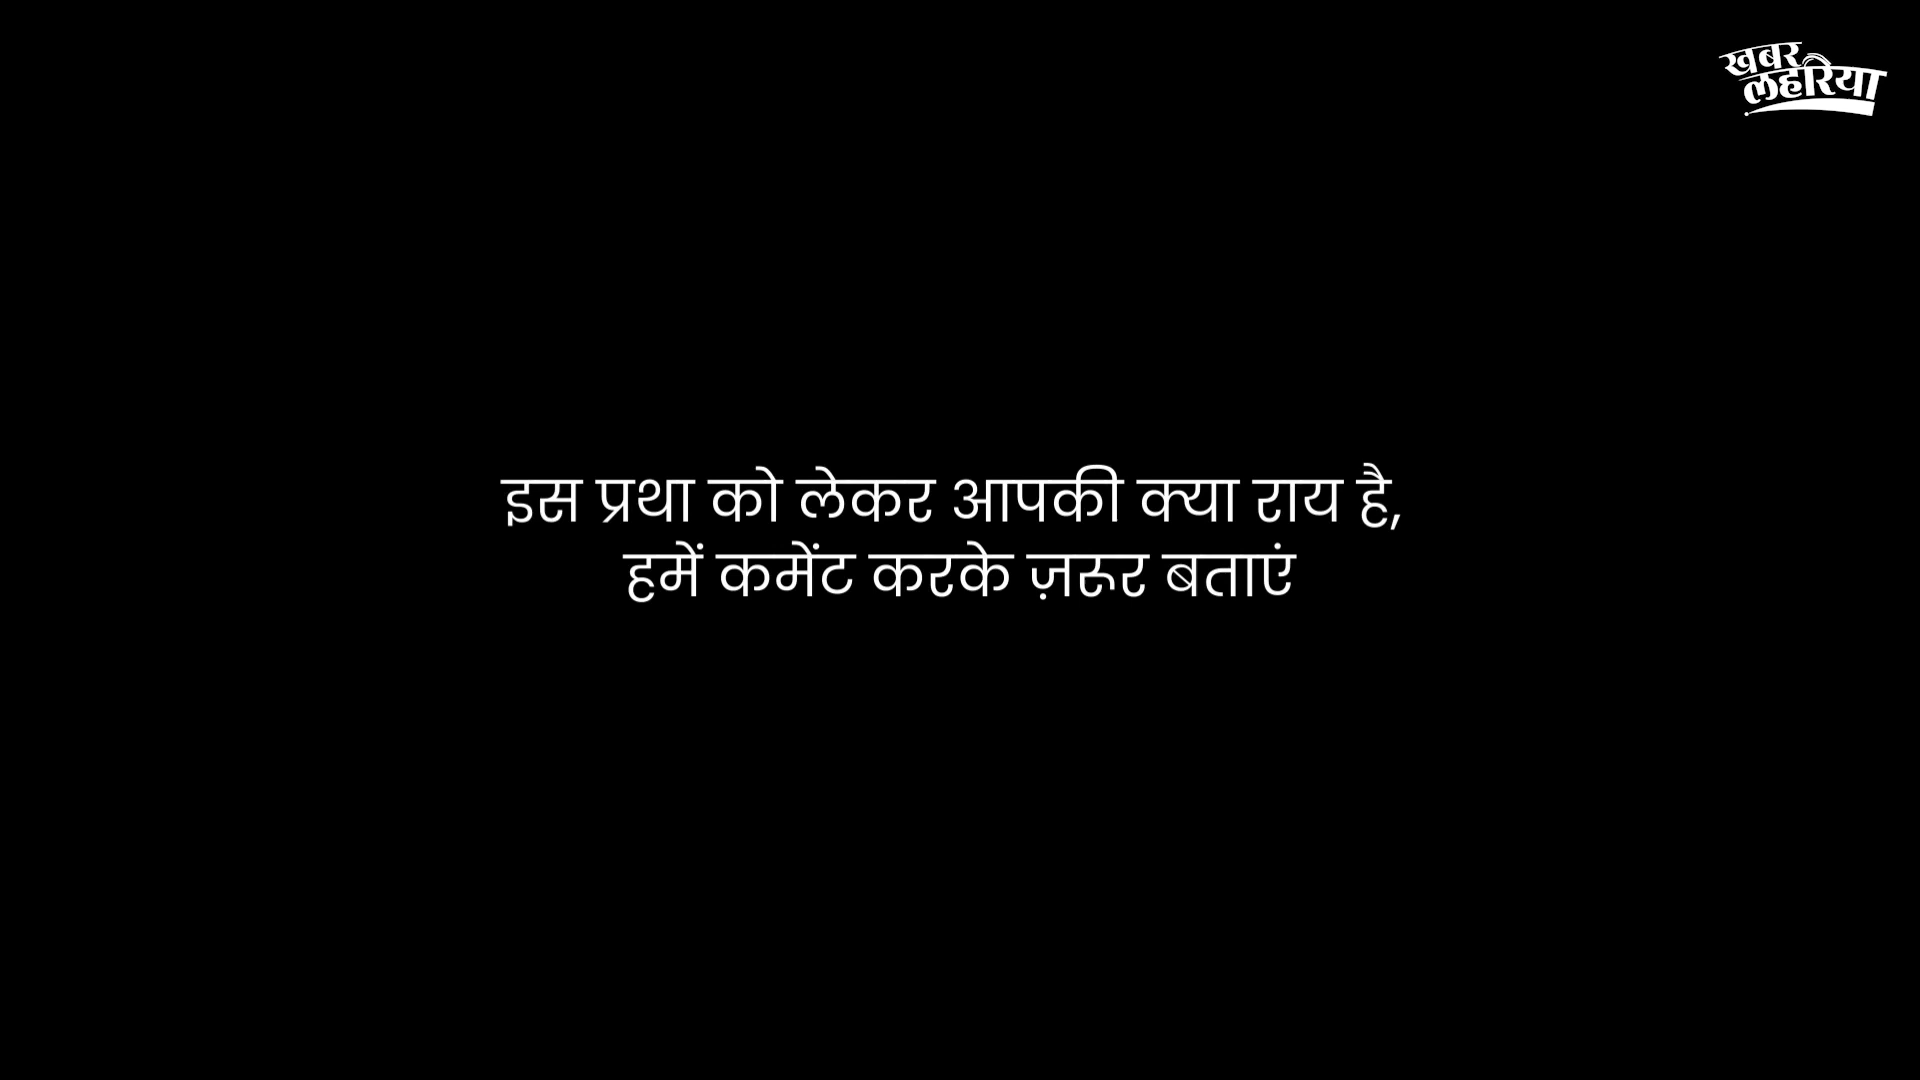 खबर
लहरिया
इस प्रथा को लेकर आपकी क्या राय है,
हमें कमेंट करके ज़रूर बताएं